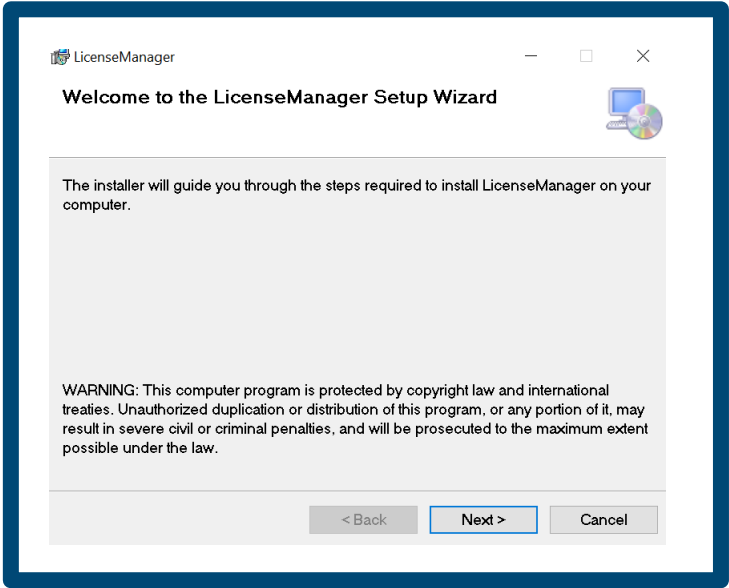 LicenseManager
Welcome to the LicenseManager Setup Wizard
The installer will guide you through the steps required to install LicenseManager on your
computer.
WARNING: This computer program is protected by copyright law and international
treaties. Unauthorized duplication or distribution of this program, or any portion of it, may
result in severe civil or criminal penalties, and will be prosecuted to the maximum extent
possible under the law.
< Back Next > Cancel